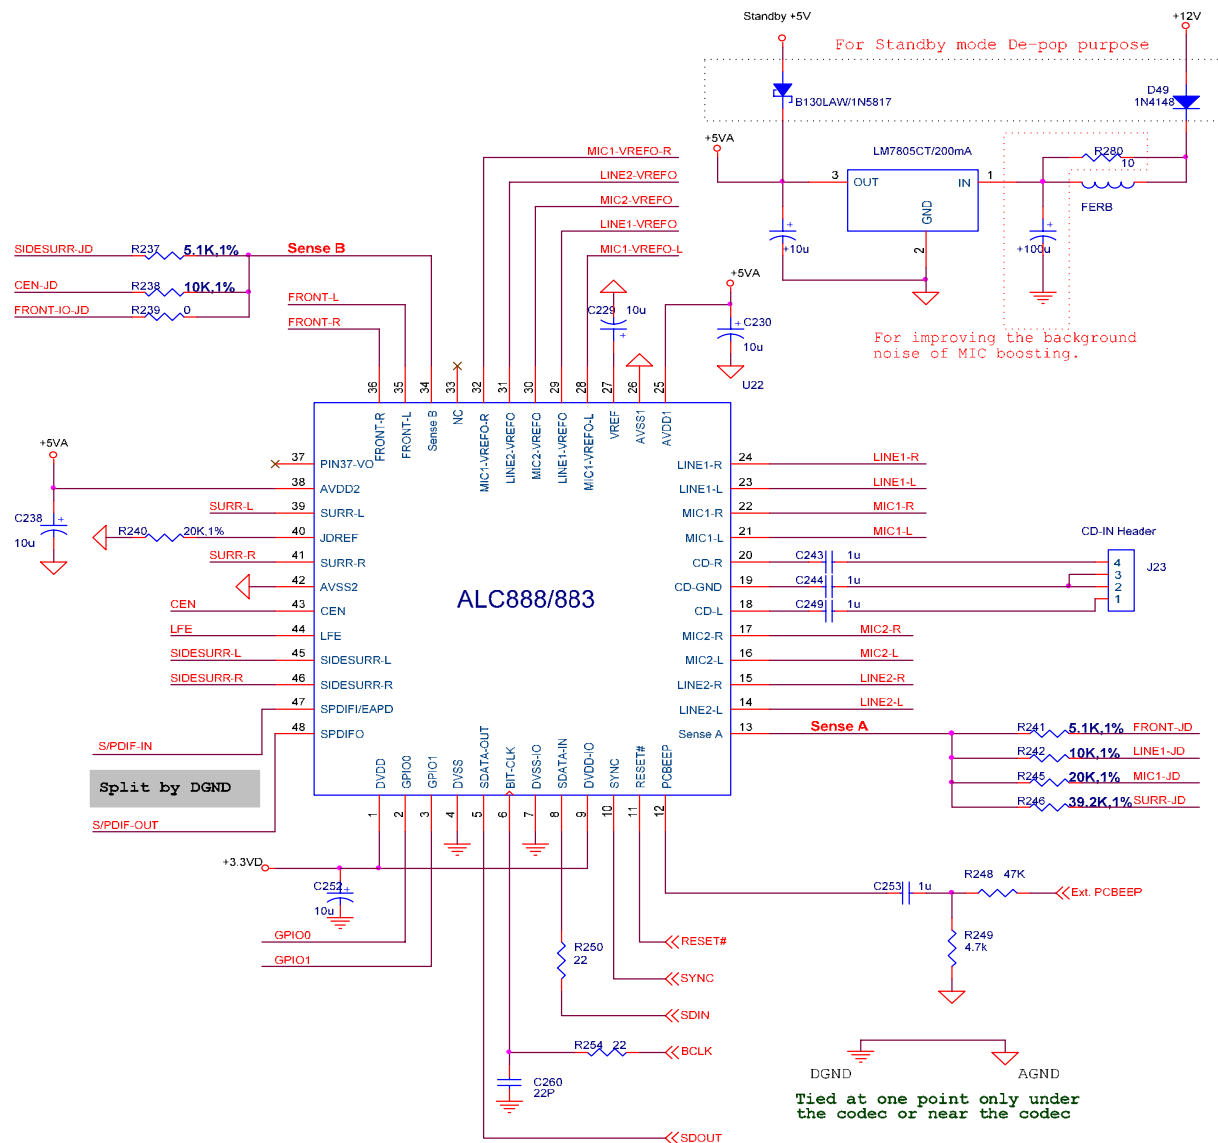 Standby +5V
+12V
For Standby mode De-pop purpose
B130LAW/1N5817
D49
1N4148
+5VA
LM7805CT/200mA
R280
10
3
OUT
IN
1
GND
2
FERB
+
+10u
+
+100u
For improving the background
noise of MIC boosting.
MIC1-VREFO-R
LINE2-VREFO
MIC2-VREFO
LINE1-VREFO
MIC1-VREFO-L
SIDESURR-JD
R237
5.1K,1%
Sense B
CEN-JD
R238
10K,1%
FRONT-IO-JD
R239
0
FRONT-L
FRONT-R
C229
10u
+
+5VA
+
C230
10u
U22
36
35
34
33
32
31
30
29
28
27
26
25
FRONT-R
FRONT-L
Sense B
NC
MIC1-VREFO-R
LINE2-VREFO
MIC2-VREFO
LINE1-VREFO
MIC1-VREFO-L
VREF
AVSS1
AVDD1
+5VA
C238
+
10u
37
PIN37-VO
38
AVDD2
SURR-L
39
SURR-L
R240
20K,1%
40
JDREF
SURR-R
41
SURR-R
42
AVSS2
CEN
43
CEN
LFE
44
LFE
SIDESURR-L
45
SIDESURR-L
SIDESURR-R
46
SIDESURR-R
47
SPDIFI/EAPD
48
SPDIFO
S/PDIF-IN
Split by DGND
S/PDIF-OUT
ALC888/883
LINE1-R
24
LINE1-R
LINE1-L
23
LINE1-L
MIC1-R
22
MIC1-R
MIC1-L
21
MIC1-L
CD-R
20
C243
1u
CD-GND
19
C244
1u
CD-L
18
C249
1u
CD-IN Header
4
3
2
1
J23
MIC2-R
17
MIC2-R
MIC2-L
16
MIC2-L
LINE2-R
15
LINE2-R
LINE2-L
14
LINE2-L
Sense A
13
Sense A
R241
5.1K,1%
FRONT-JD
R242
10K,1%
LINE1-JD
R245
20K,1%
MIC1-JD
R246
39.2K,1%
SURR-JD
DVDD
GPIO0
GPIO1
DVSS
SDATA-OUT
BIT-CLK
DVSS-IO
SDATA-IN
DVDD-IO
SYNC
RESET#
PCBEEP
1
2
3
4
5
6
7
8
9
10
11
12
+3.3VD
C252
+
10u
GPIO0
GPIO1
C253
1u
R248
47K
Ext. PCBEEP
R249
4.7k
R250
22
RESET#
SYNC
SDIN
R254
22
BCLK
C260
22P
SDOUT
DGND
AGND
Tied at one point only under
the codec or near the codec